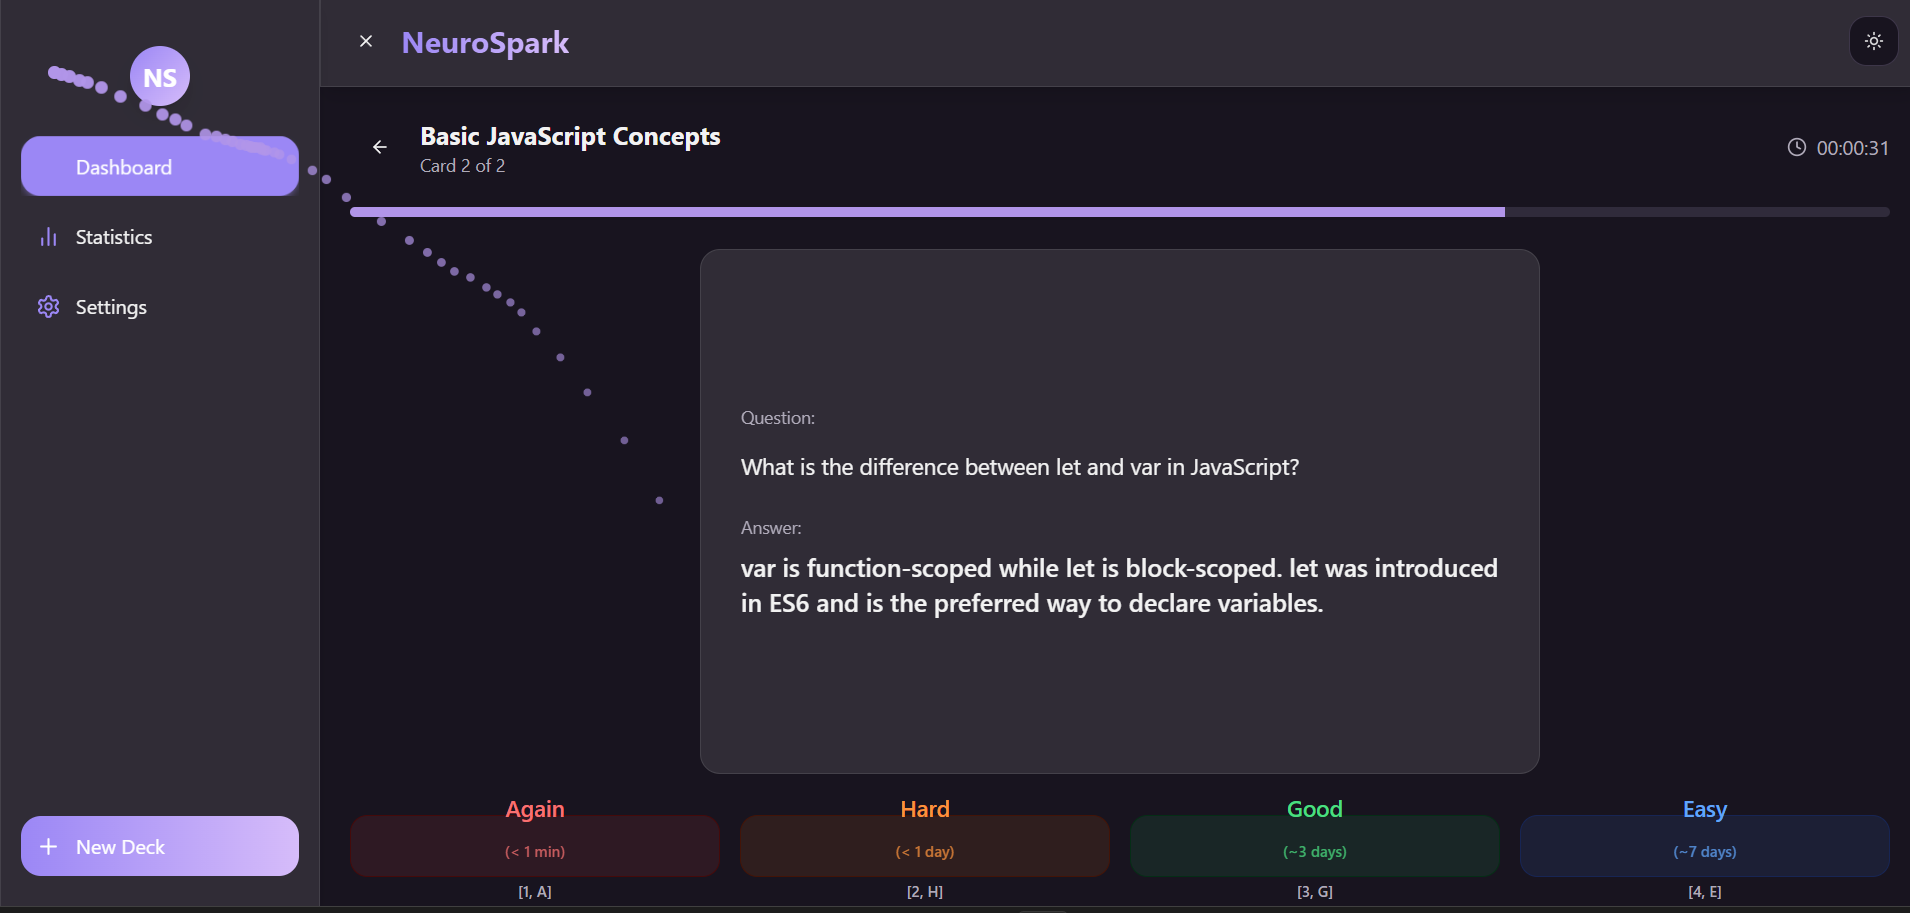 NS
Dashboard
Statistics
Settings
New Deck
NeuroSpark
Basic JavaScript Concepts
Card 2 of 2
00:00:31
Question:
What is the difference between let and var in JavaScript?
Answer:
var is function-scoped while let is block-scoped. let was introduced
in ES6 and is the preferred way to declare variables.
Again
(< 1 min)
[1, A]
Hard
(< 1 day)
[2, H]
Good
(~3 days)
[3, G]
Easy
(~7 days)
[4, E]